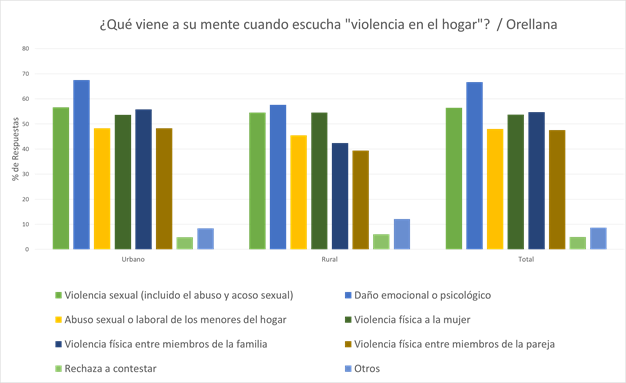 ¿Qué viene a su mente cuando escucha "violencia en el hogar"? / Orellana
80
70
60
50
40
30
20
10
0
% de Respuestas
Urbano Rural Total
Violencia sexual (incluido el abuso y acoso sexual) Daño emocional o psicológico
Abuso sexual o laboral de los menores del hogar Violencia física a la mujer
Violencia física entre miembros de la familia Violencia física entre miembros de la pareja
Rechaza a contestar Otros